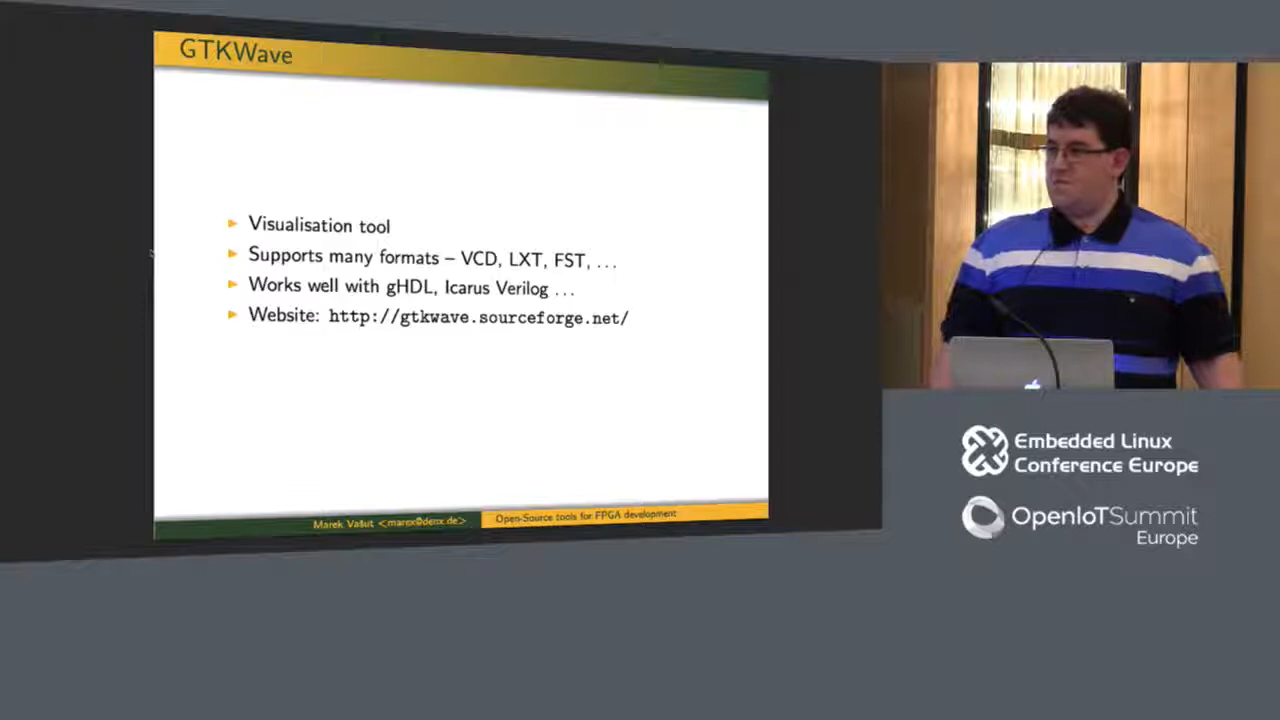 GTKWave
Visualisation tool
Supports many formats – VCD, LXT, FST, ...
Works well with gHDL, Icarus Verilog ...
Website: http://gtkwave.sourceforge.net/
Marek Vašut <marex@denx.de>
Open-Source tools for FPGA development
Embedded Linux
Conference Europe
OpenIoTSummit
Europe